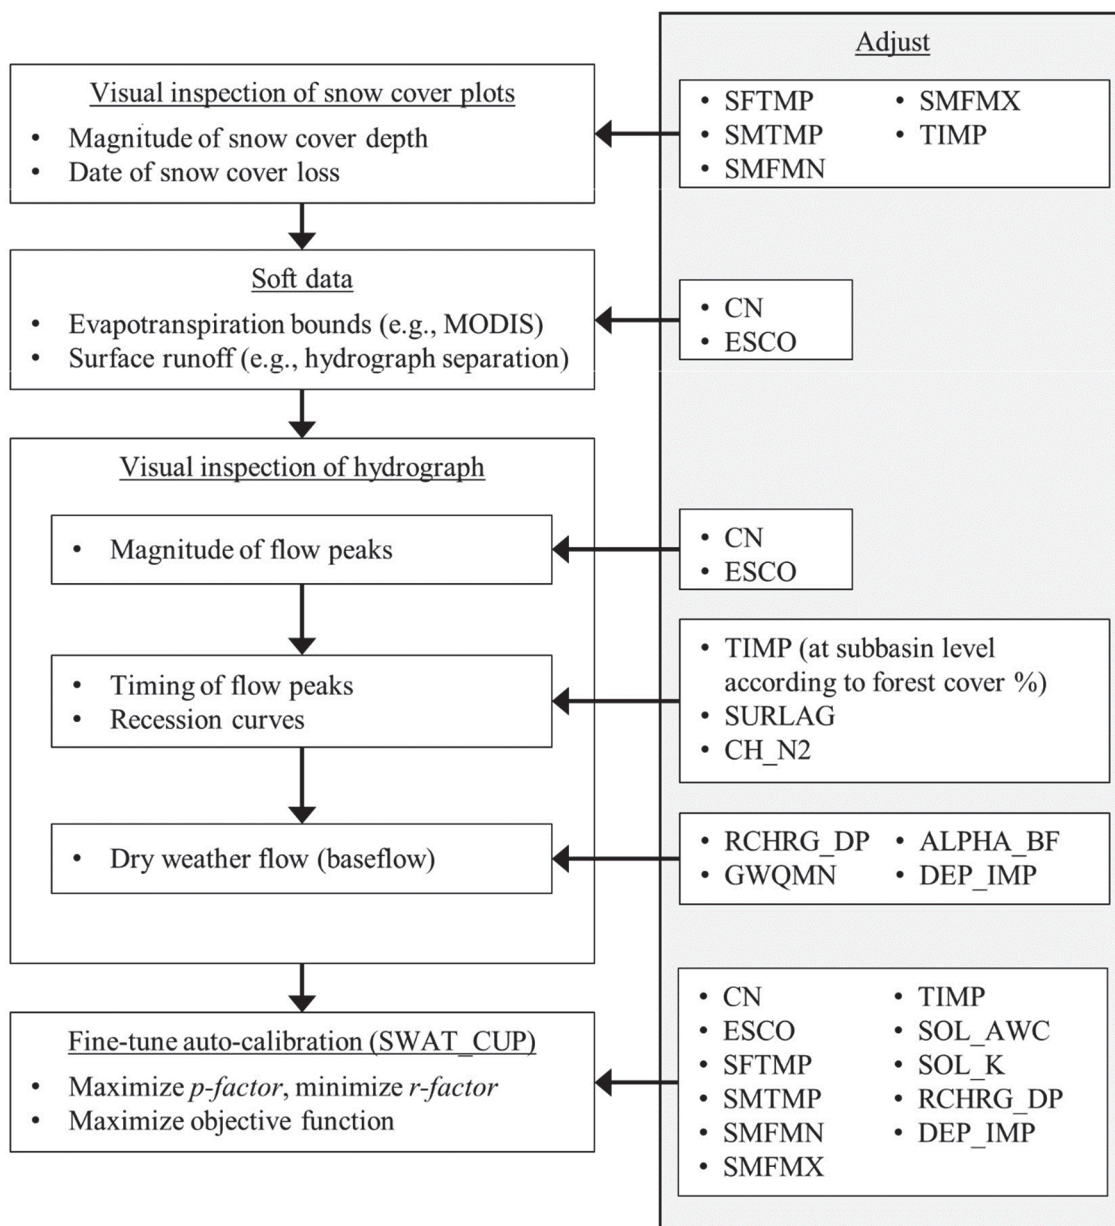 Adjust
Visual inspection of snow cover plots
• Magnitude of snow cover depth
• Date of snow cover loss
• SFTMP
• SMTMP
• SMFMN
• SMFMX
• TIMP
Soft data
• Evapotranspiration bounds (e.g., MODIS)
• Surface runoff (e.g., hydrograph separation)
• CN
• ESCO
Visual inspection of hydrograph
• Magnitude of flow peaks
• CN
• ESCO
• Timing of flow peaks
• Recession curves
• TIMP (at subbasin level
according to forest cover %)
• SURLAG
• CH_N2
• Dry weather flow (baseflow)
• RCHRG_DP
• GWQMN
• ALPHA_BF
• DEP_IMP
Fine-tune auto-calibration (SWAT_CUP)
• Maximize p-factor, minimize r-factor
• Maximize objective function
• CN
• ESCO
• SFTMP
• SMTMP
• SMFMN
• SMFMX
• TIMP
• SOL_AWC
• SOL_K
• RCHRG_DP
• DEP_IMP